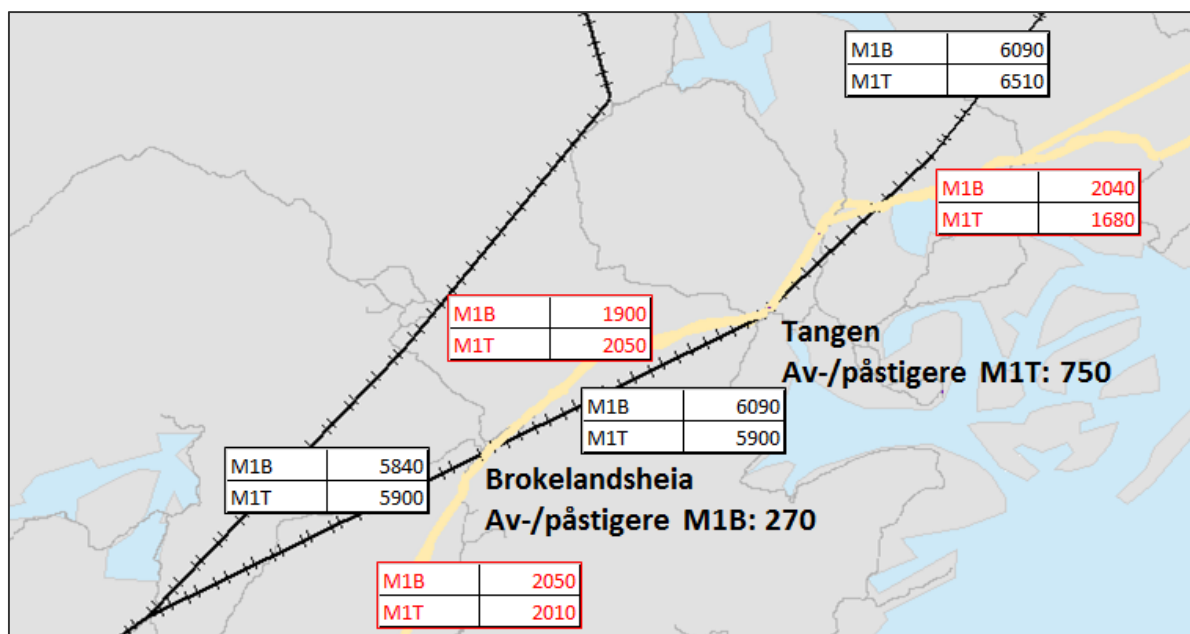 M1B 6090
M1T 6510
M1B 2040
M1T 1680
M1B 1900
M1T 2050
Tangen
Av-/påstigere M1T: 750
M1B 6090
M1T 5900
M1B 5840
M1T 5900
Brokelandsheia
Av-/påstigere M1B: 270
M1B 2050
M1T 2010